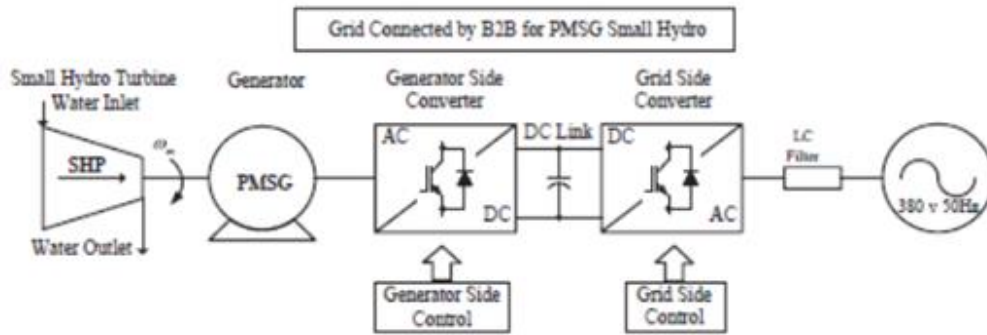 Grid Connected by B2B for PMSG Small Hydro
Small Hydro Turbine
Water Inlet
Generator
Generator Side
Converter
Grid Side
Converter
AC
DC Link
DC
LC
Filter
SHP
ωm
PMSG
DC
AC
380 v 50Hz
Water Outlet
Generator Side
Control
Grid Side
Control